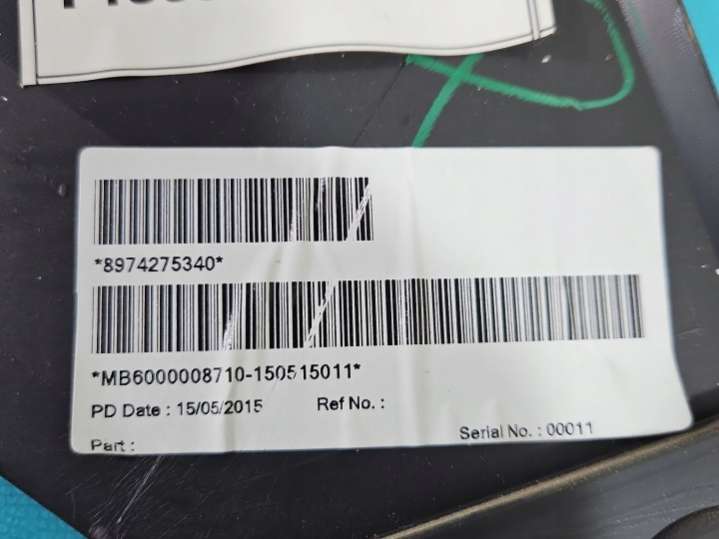 *8974275340*
*MB6000008710-150515011*
PD Date : 15/05/2015 Ref No. :
Part : Serial No. : 00011